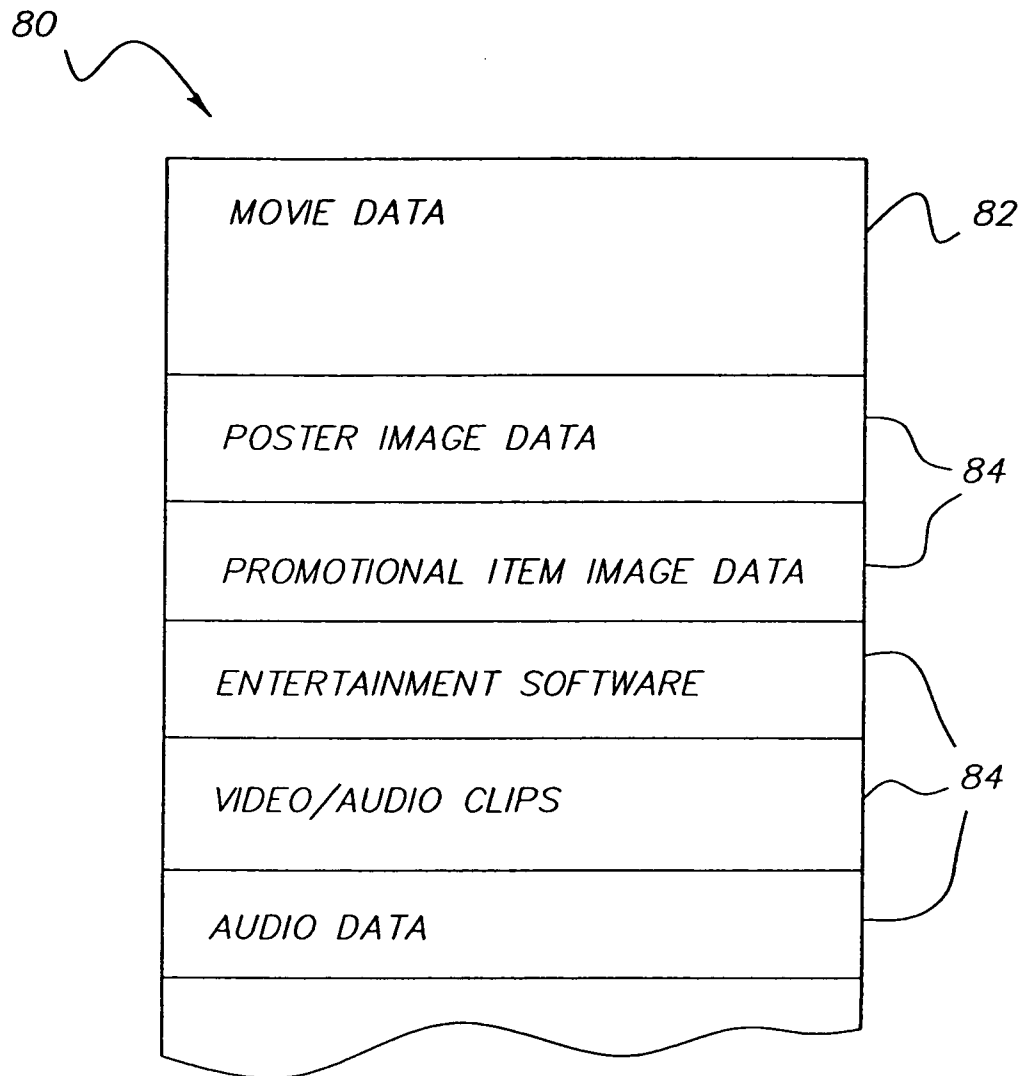 80
MOVIE DATA
82
POSTER IMAGE DATA
84
PROMOTIONAL ITEM IMAGE DATA
ENTERTAINMENT SOFTWARE
VIDEO/AUDIO CLIPS
84
AUDIO DATA